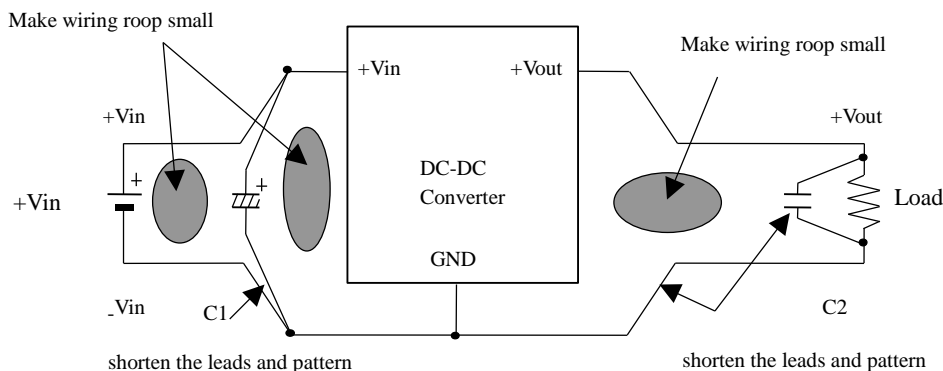 Make wiring roop small
Make wiring roop small
+Vin
+Vout
+Vin
+Vout
+
+
DC-DC
Converter
+Vin
Load
GND
-Vin
C1
C2
shorten the leads and pattern
shorten the leads and pattern